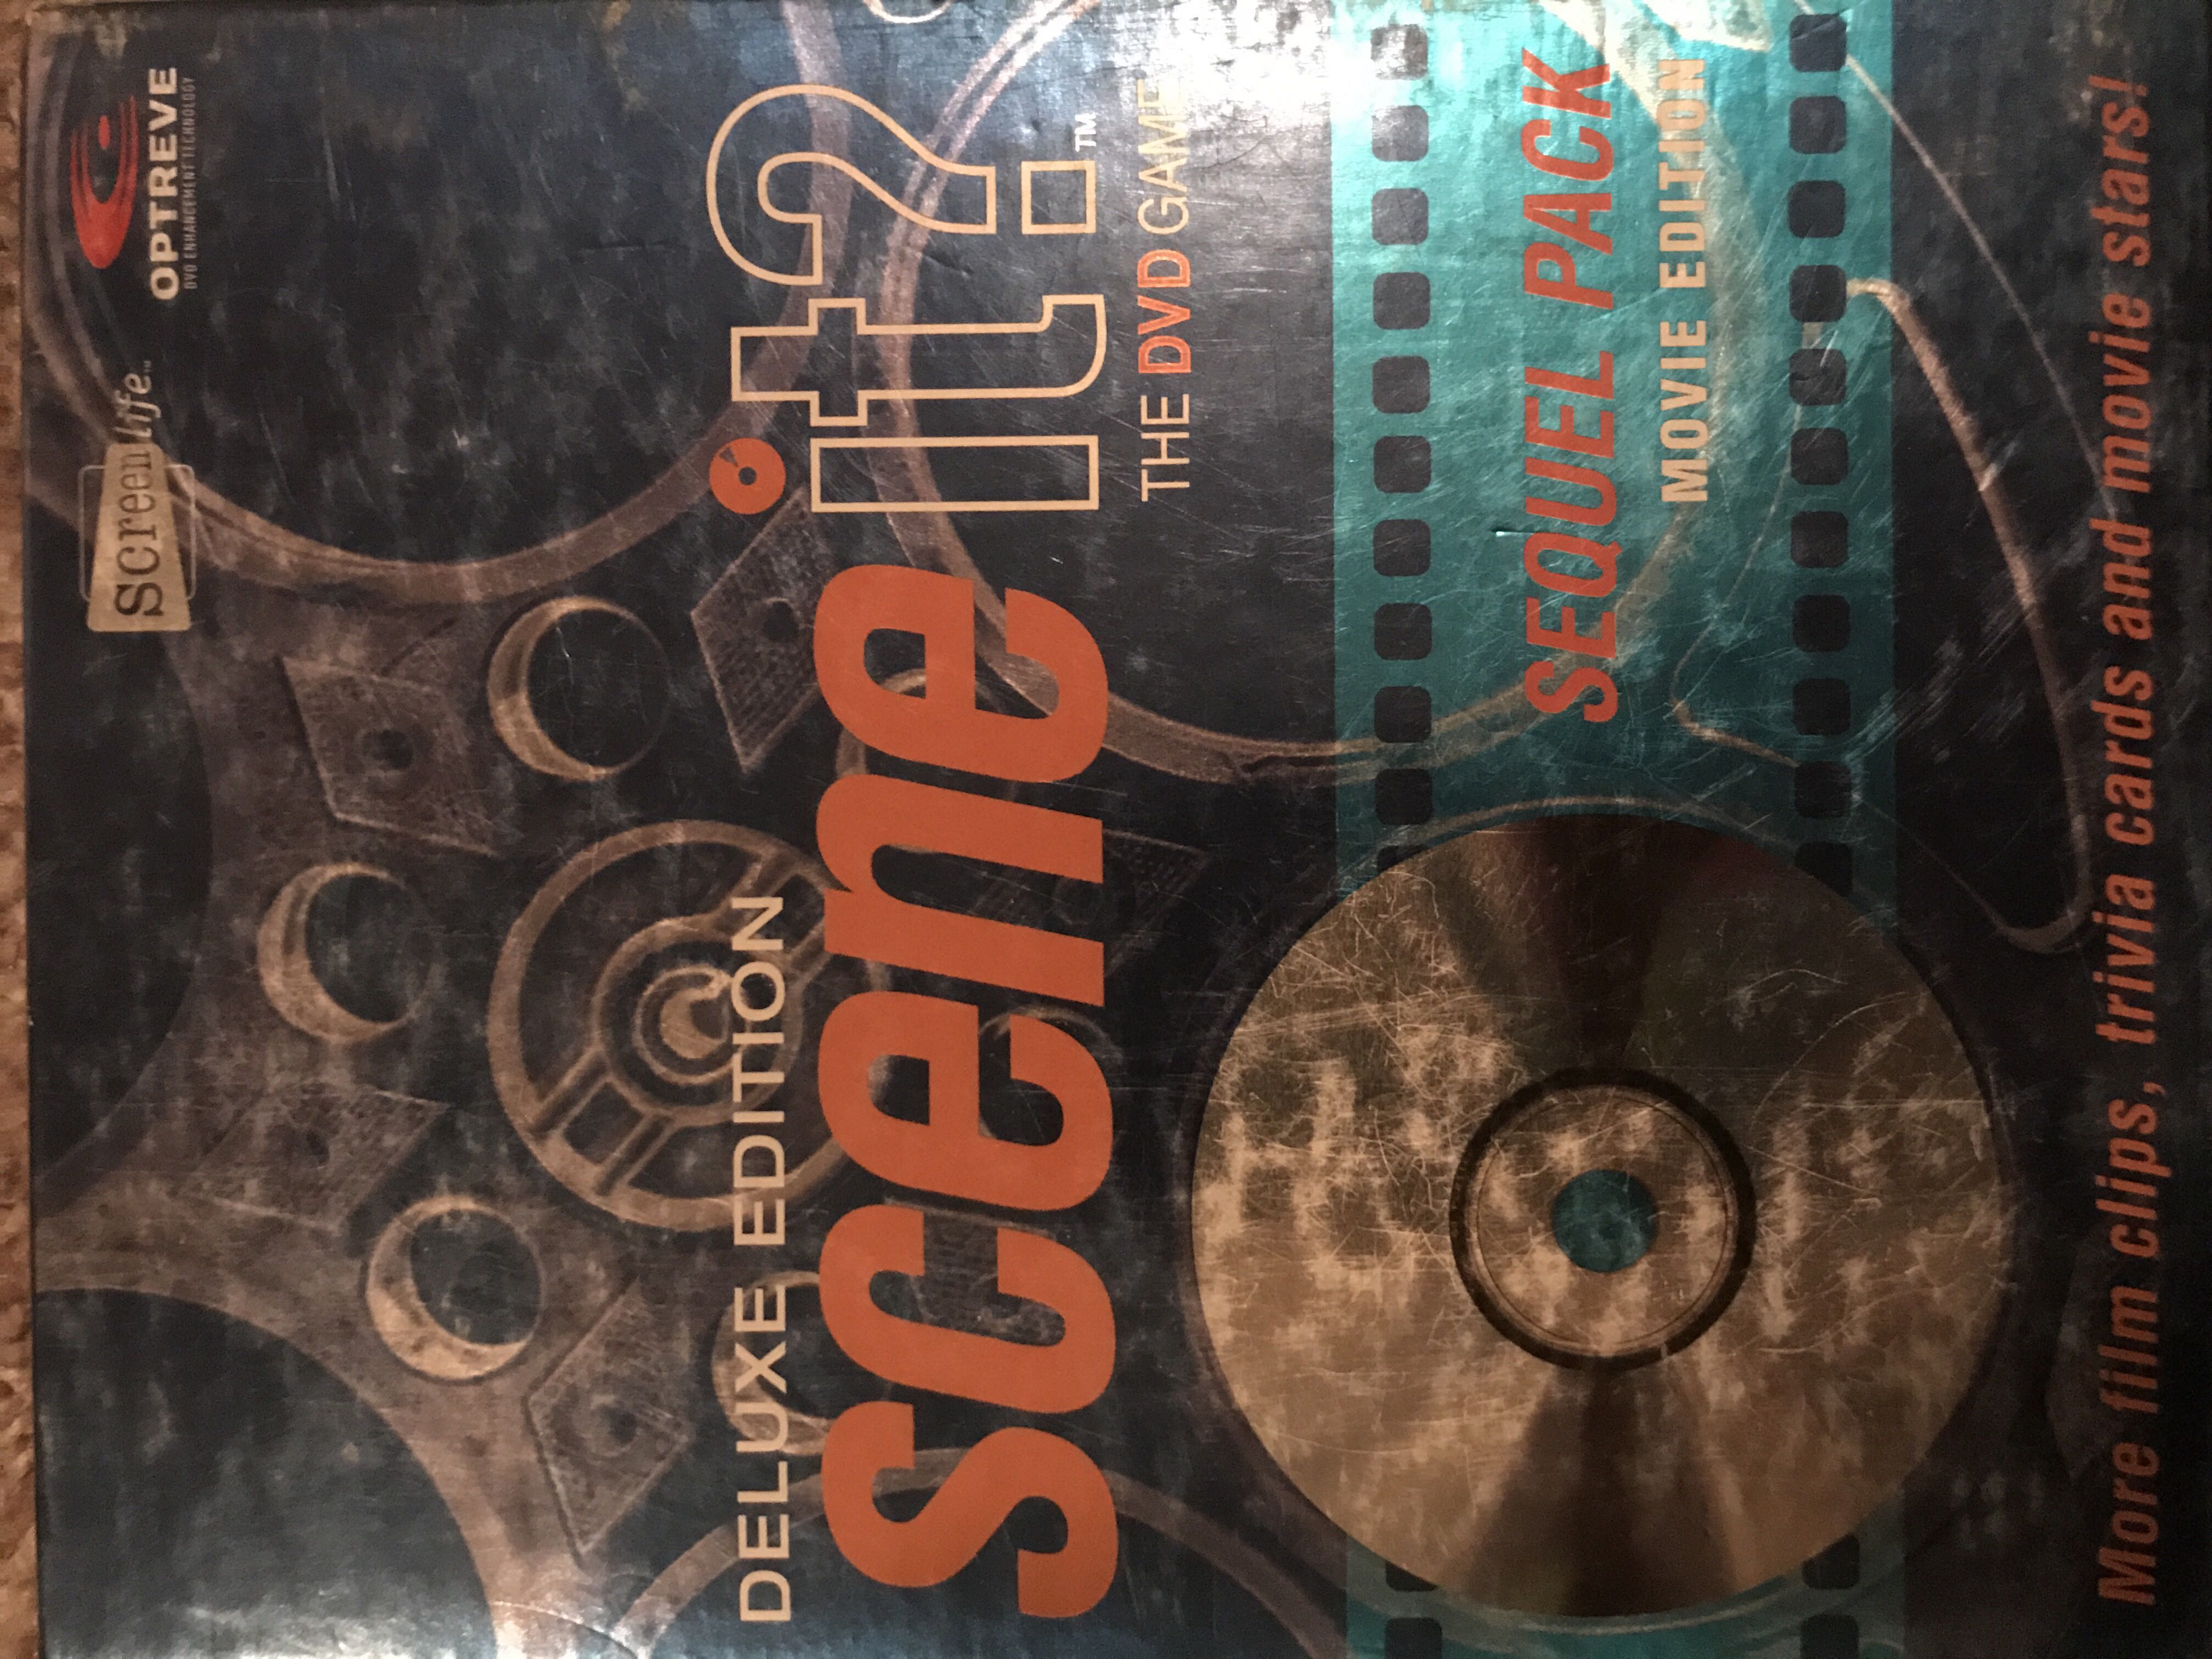 Screenlife™
OPTREVE
DVD ENHANCEMENT TECHNOLOGY
DELUXE EDITION
scene it?™
THE DVD GAME
SEQUEL PACK
MOVIE EDITION
More film clips, trivia cards and movie stars!